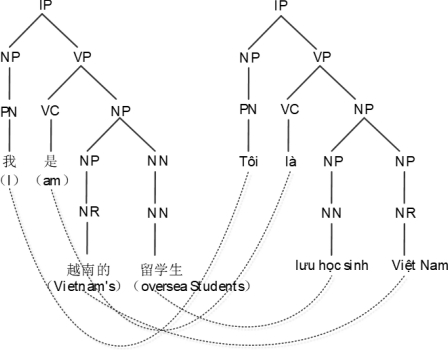 IP IP
NP VP NP VP
PN VC NP PN VC NP
我 是 NP NN Tôi là NP NP
(I) (am)
NR NN NN NR
越南的 留学生 lưu học sinh Việt Nam
(Vietnam's) (oversea Students)